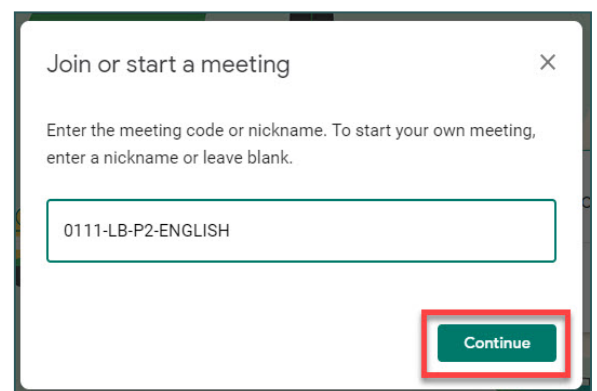 Join or start a meeting
Enter the meeting code or nickname. To start your own meeting,
enter a nickname or leave blank.
0111-LB-P2-ENGLISH
Continue